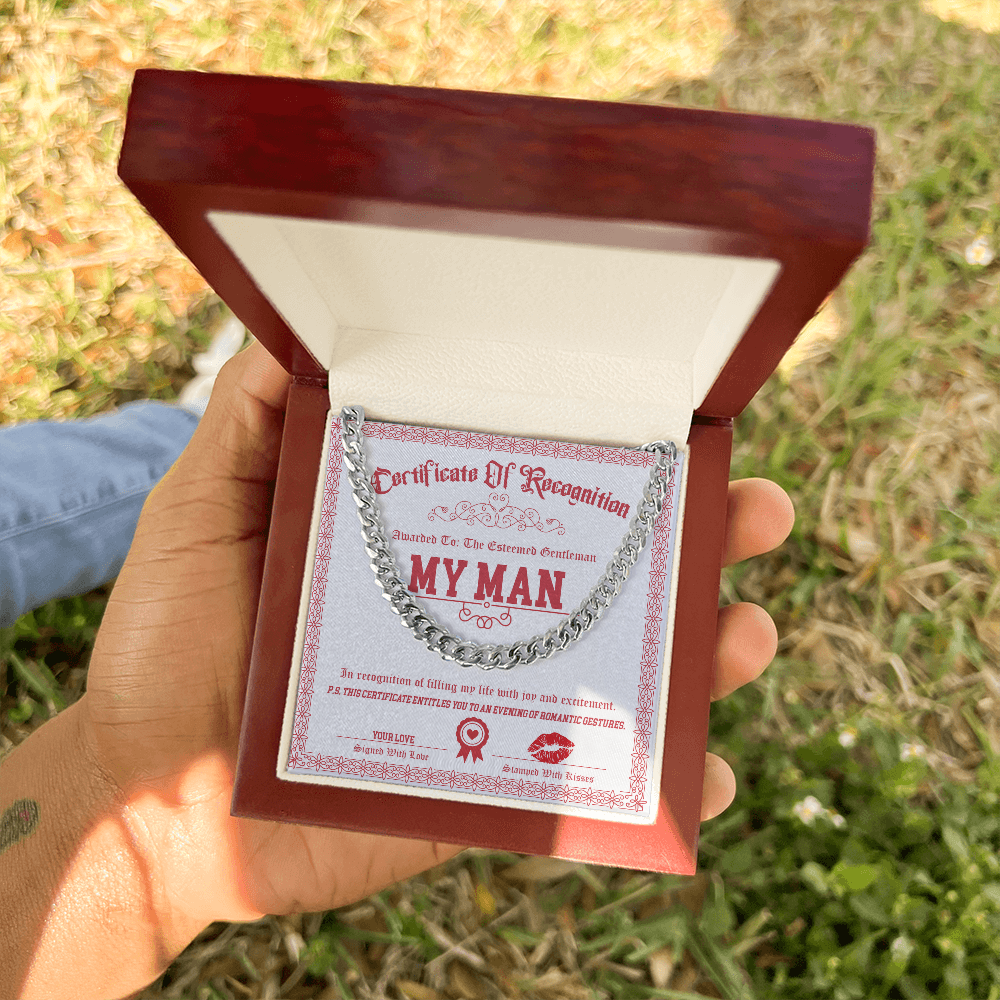 Certificate Of Recognition
Awarded To: The Esteemed Gentleman
MY MAN
In recognition of filling my life with joy and excitement.
P.S. THIS CERTIFICATE ENTITLES YOU TO AN EVENING OF ROMANTIC GESTURES.
YOUR LOVE
Signed With Love
Stamped With Kisses